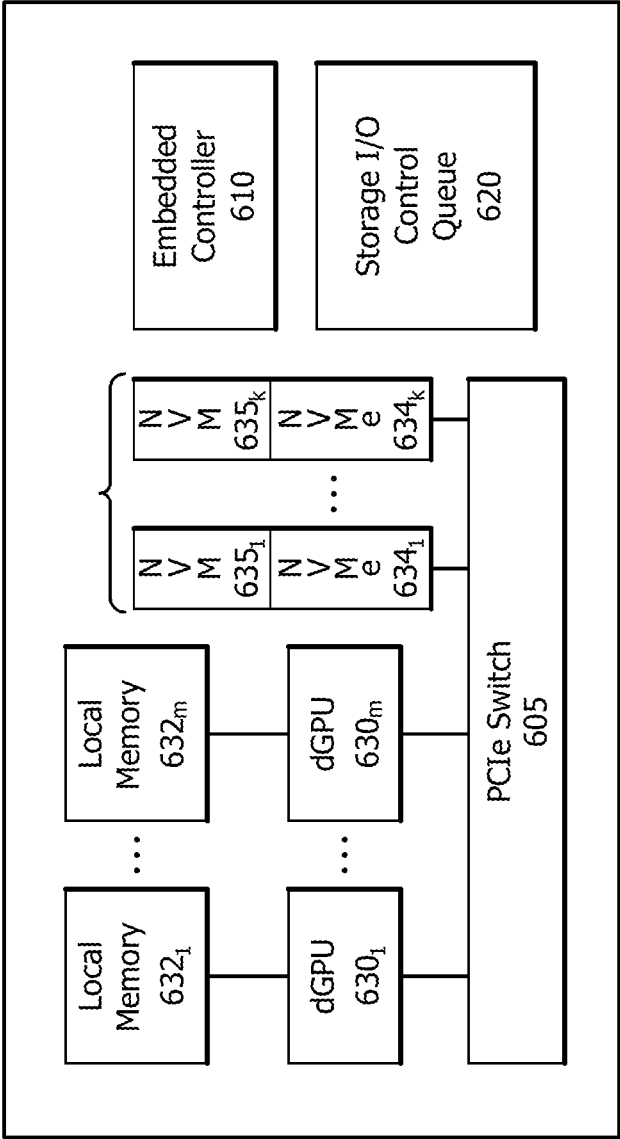 Local
Memory
632₁
...
Local
Memory
632ₘ
dGPU
630₁
...
dGPU
630ₘ
N
V
M
635₁
N
V
M
e
634₁
...
N
V
M
635ₖ
N
V
M
e
634ₖ
PCIe Switch
605
Embedded
Controller
610
Storage I/O
Control
Queue
620